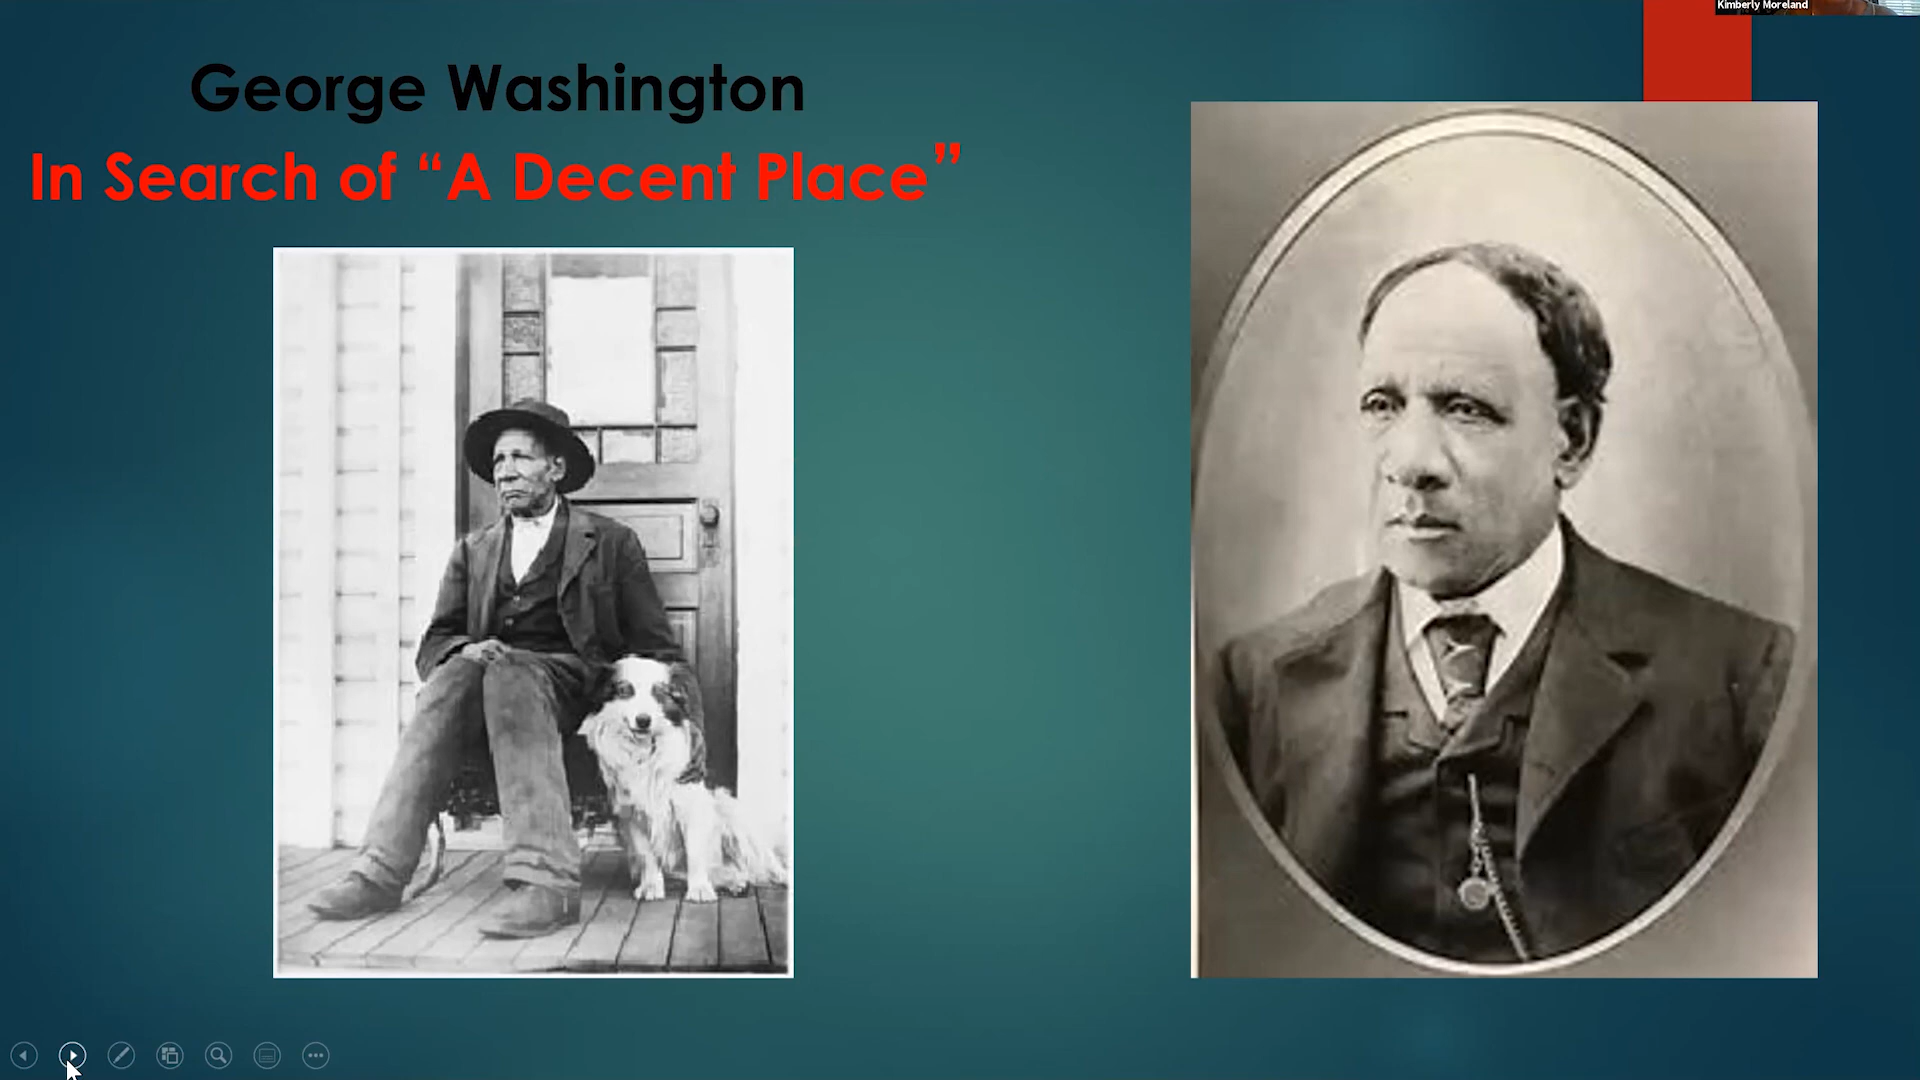 Kimberly Moreland
George Washington
In Search of “A Decent Place”